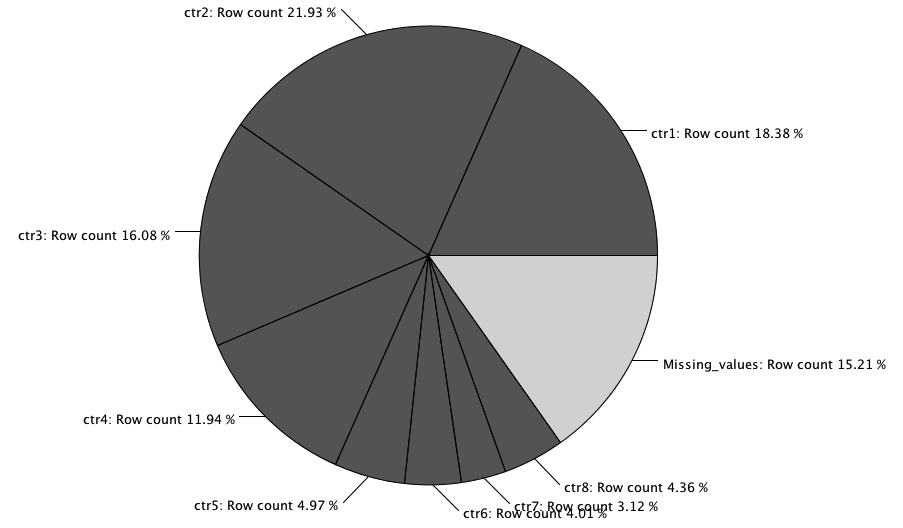 ctr2: Row count 21.93 %
ctr1: Row count 18.38 %
ctr3: Row count 16.08 %
Missing_values: Row count 15.21 %
ctr4: Row count 11.94 %
ctr8: Row count 4.36 %
ctr5: Row count 4.97 %
ctr7: Row count 3.12 %
ctr6: Row count 4.01 %